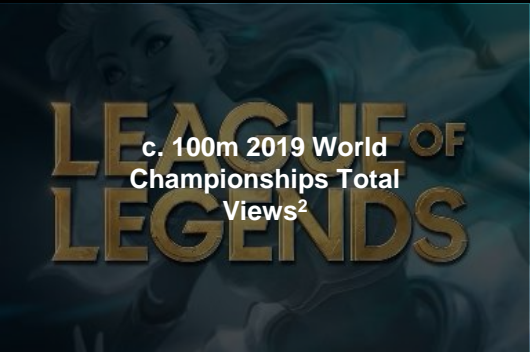 LEAGUE OF
LEGENDS
c. 100m 2019 World
Championships Total
Views²